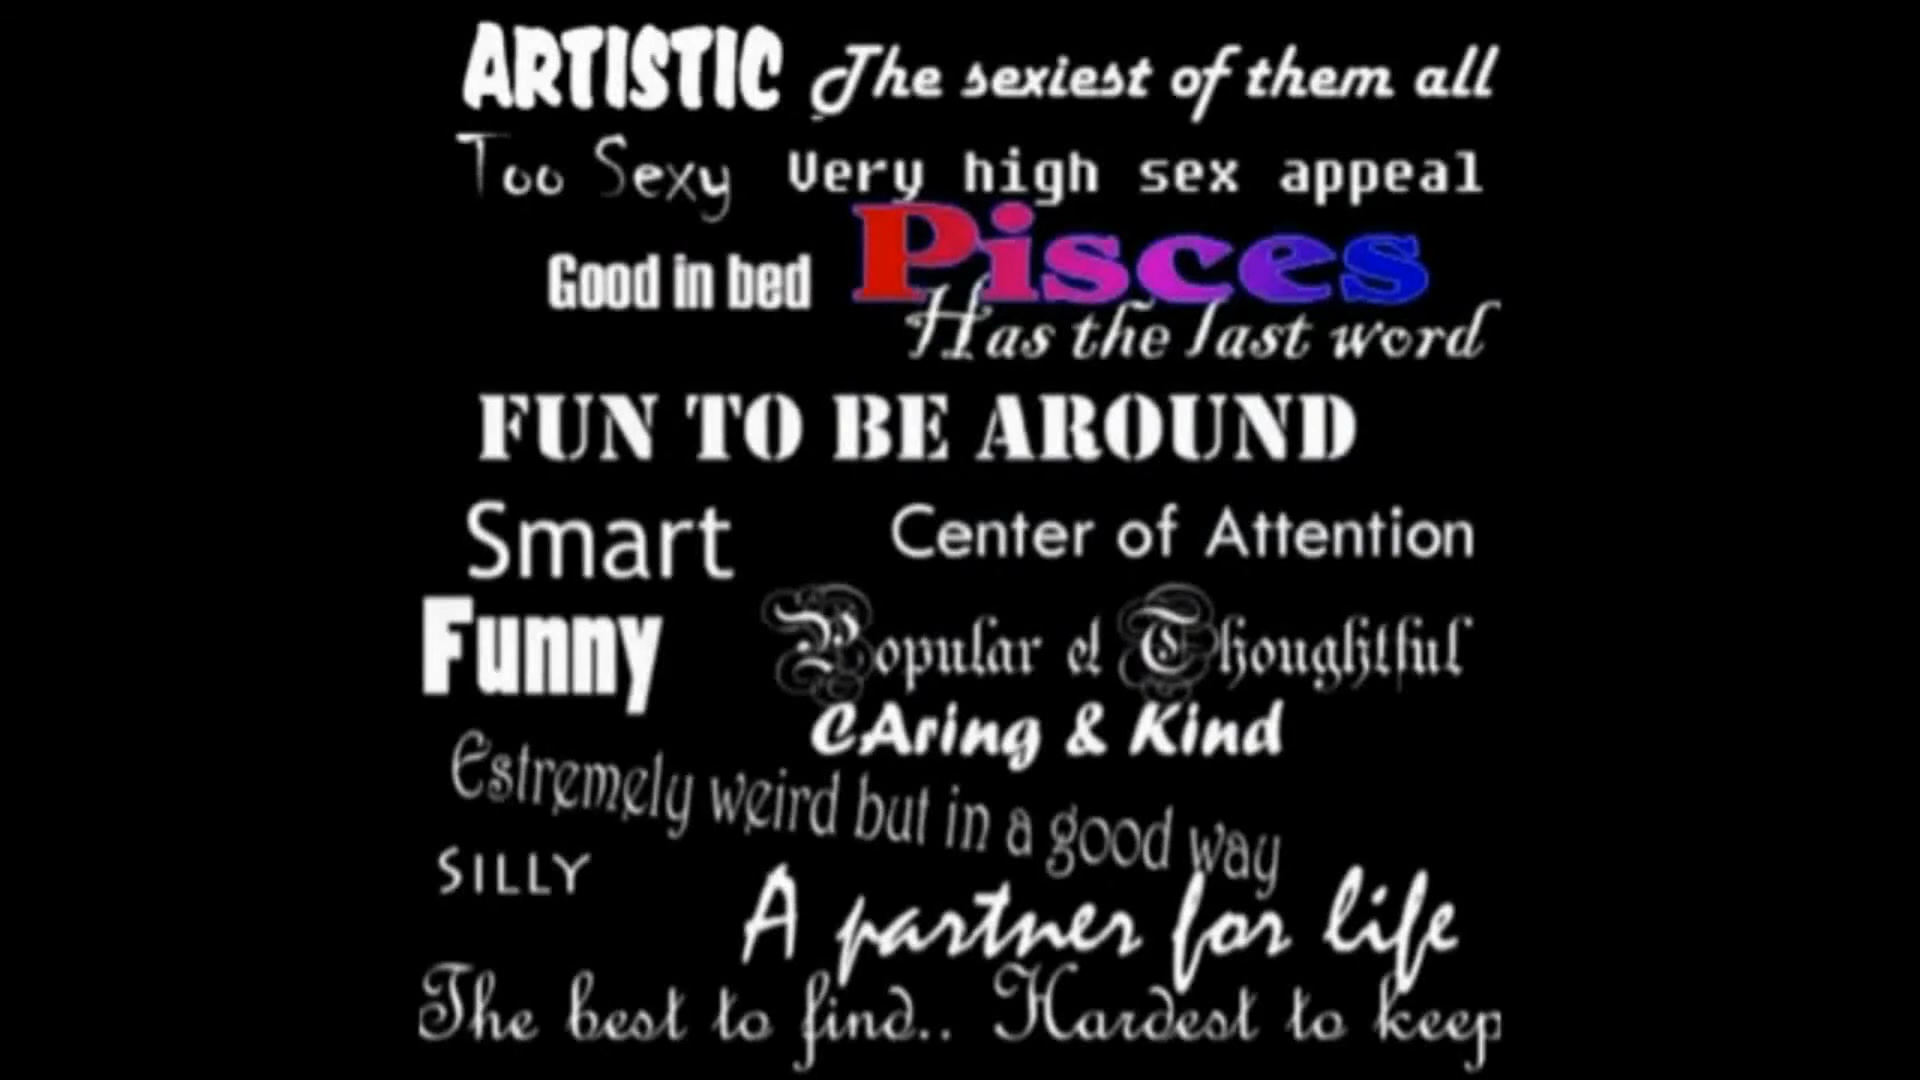 ARTISTIC The sexiest of them all
Too Sexy Very high sex appeal
Good in bed Pisces
Has the last word
FUN TO BE AROUND
Smart Center of Attention
Funny Popular & Thoughtful
CAring & Kind
Estremely weird but in a good way
SILLY
A partner for life
The best to find.. Hardest to keep